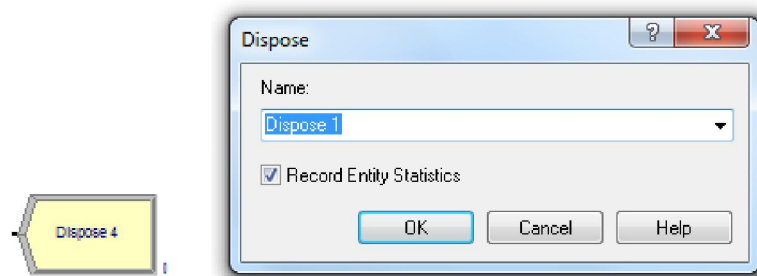 Dispose
Name:
Dispose 1
Record Entity Statistics
OK Cancel Help
Dispose 4